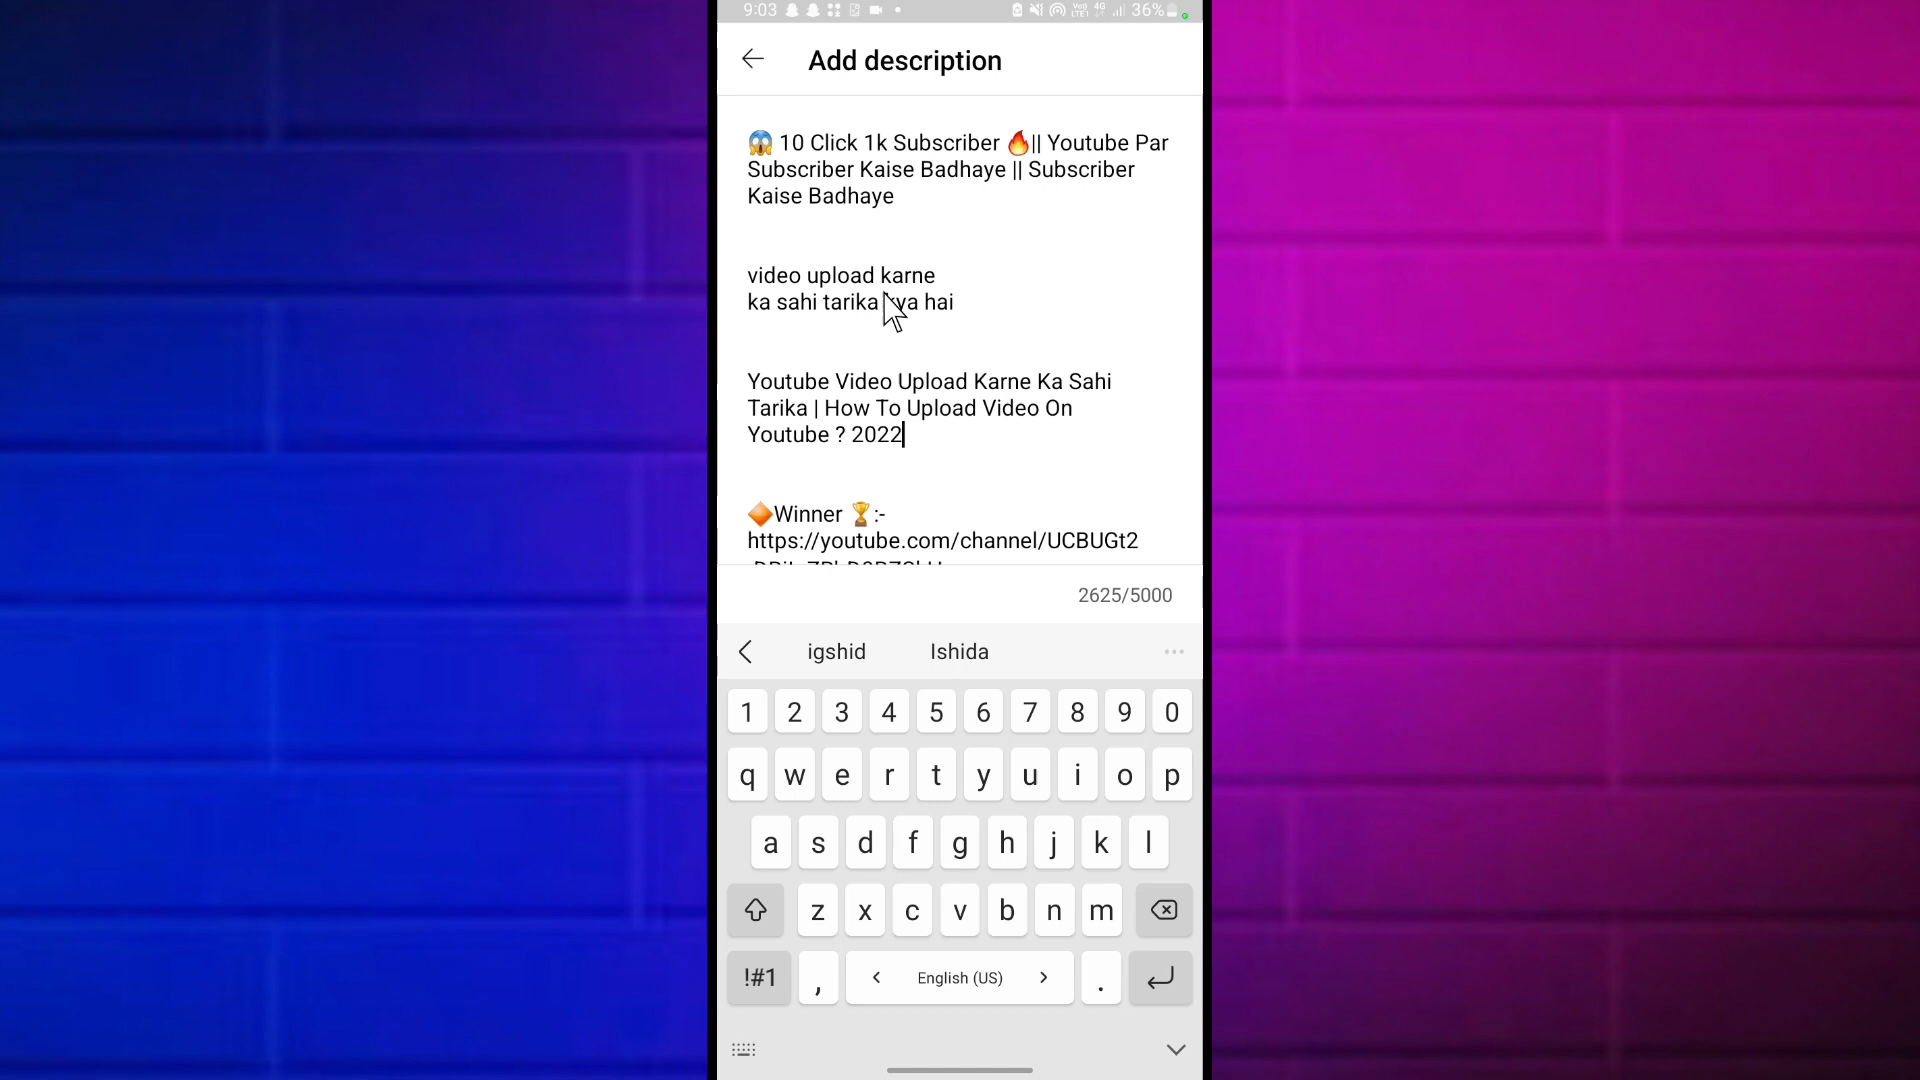 9:03 36%
Add description
😱 10 Click 1k Subscriber 🔥|| Youtube Par
Subscriber Kaise Badhaye || Subscriber
Kaise Badhaye
video upload karne
ka sahi tarika hai
Youtube Video Upload Karne Ka Sahi
Tarika | How To Upload Video On
Youtube ? 2022
🔶Winner 🏆:-
https://youtube.com/channel/UCBUGt2
2625/5000
igshid Ishida ...
1 2 3 4 5 6 7 8 9 0
q w e r t y u i o p
a s d f g h j k l
z x c v b n m
!#1 , < English (US) > .